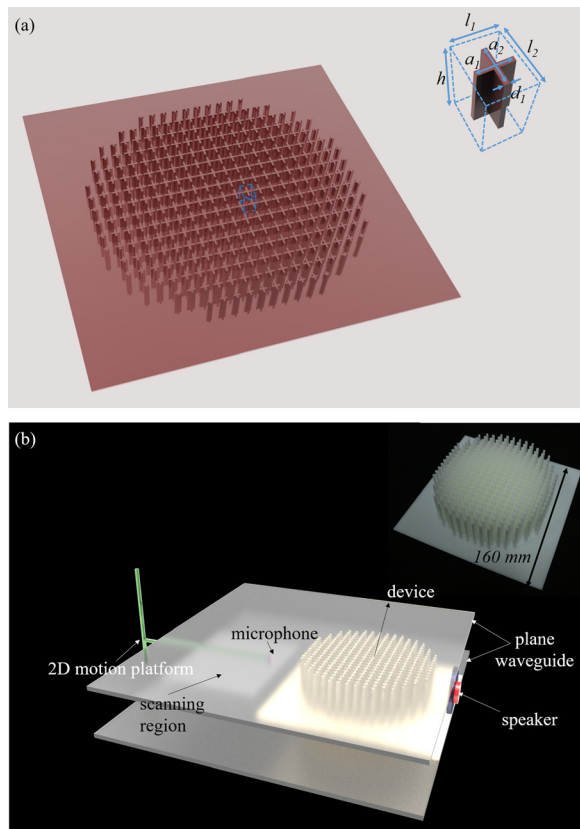 (a)
l1
a2
l2
a1
h
d1
(b)
160 mm
device
microphone
plane
waveguide
2D motion platform
scanning
region
speaker